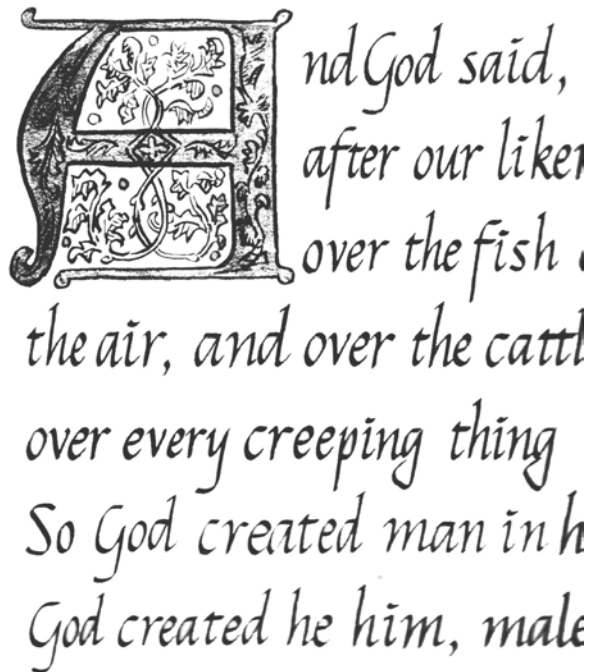 And God said,
after our liken
over the fish
the air, and over the cattl
over every creeping thing
So God created man in h
God created he him, male